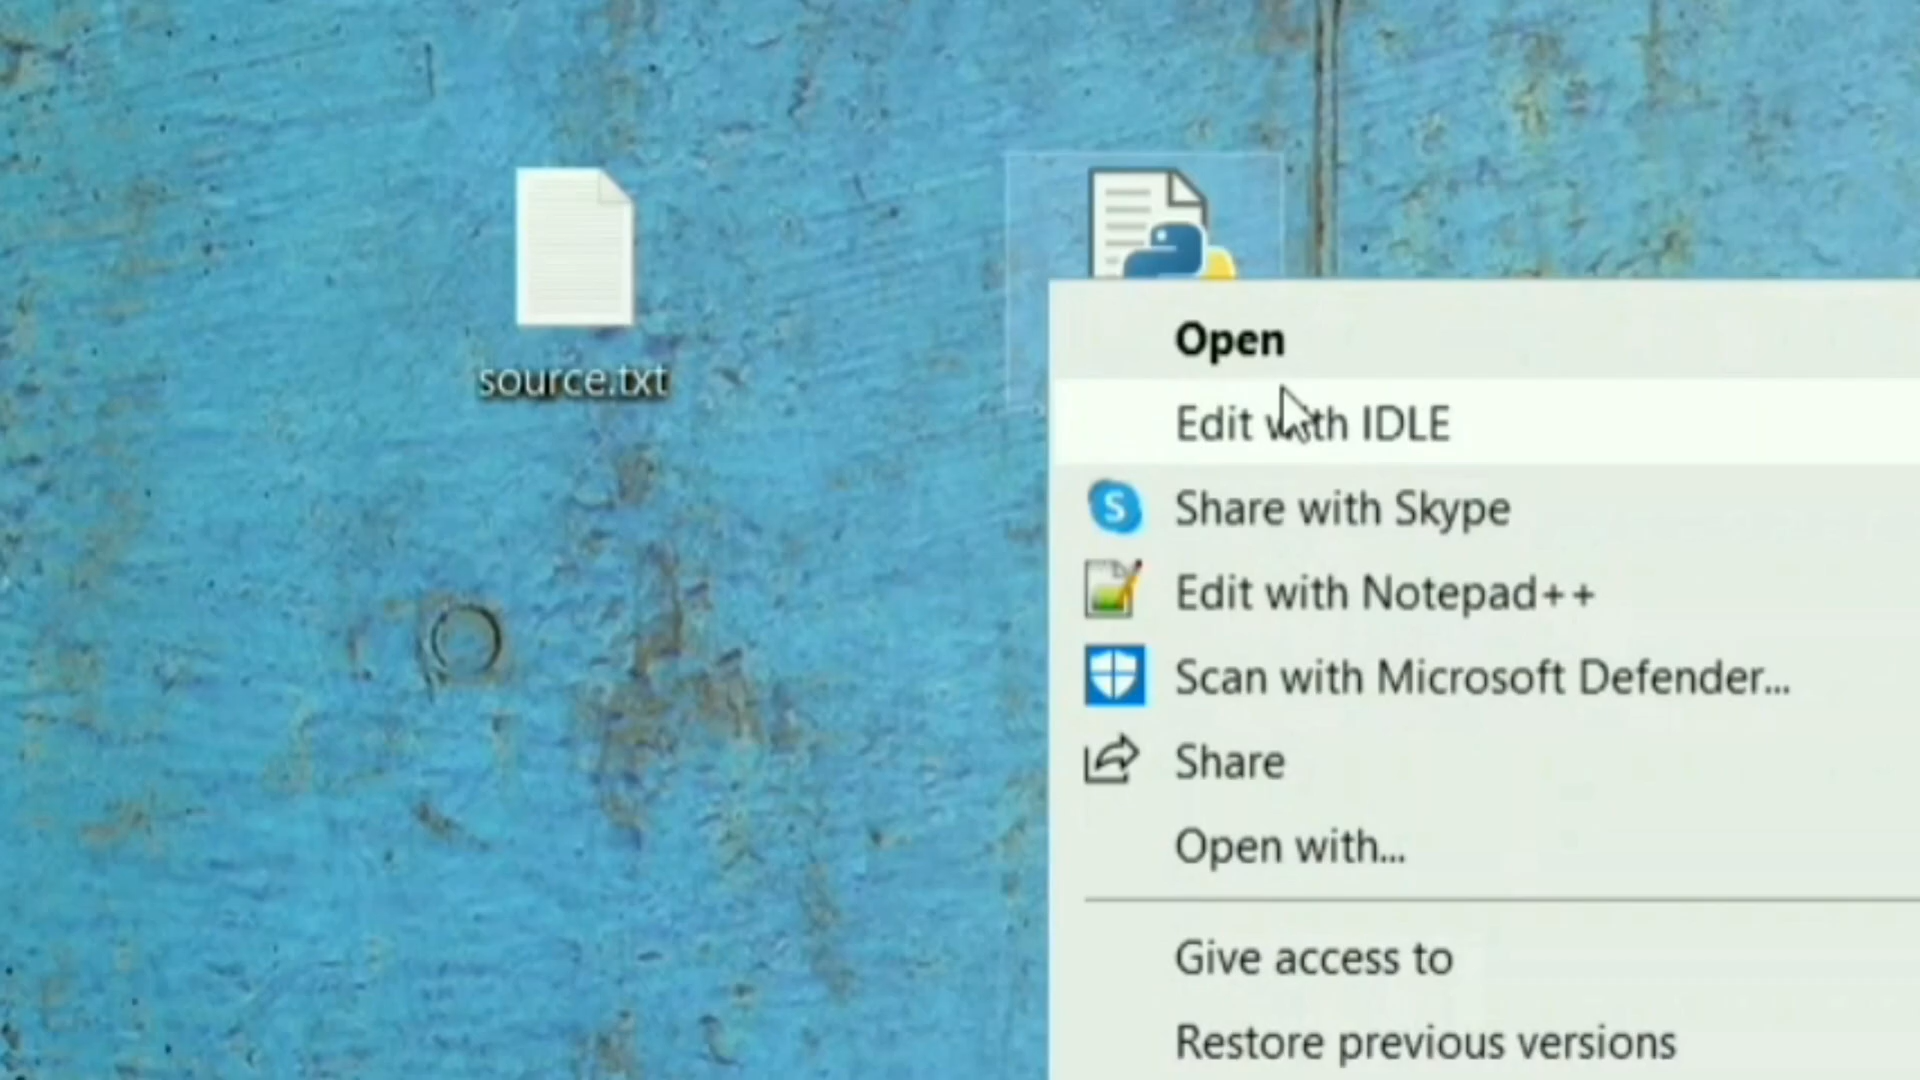 source.txt
Open
Edit with IDLE
Share with Skype
Edit with Notepad++
Scan with Microsoft Defender...
Share
Open with...
Give access to
Restore previous versions